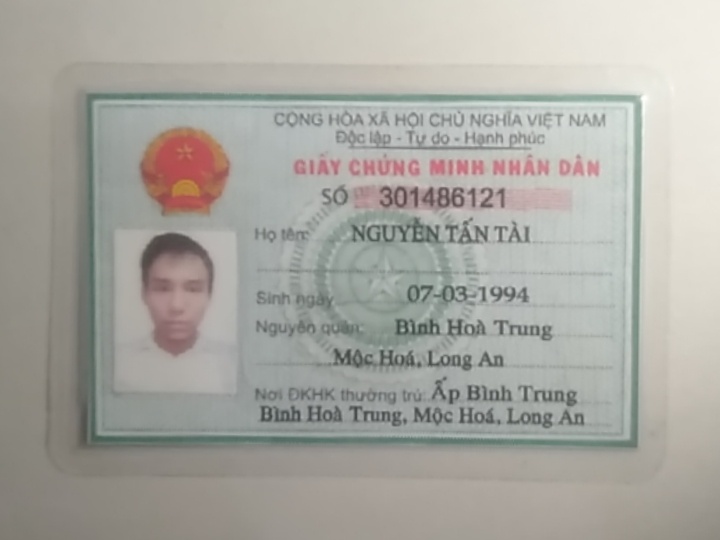 CỘNG HÒA XÃ HỘI CHỦ NGHĨA VIỆT NAM
Độc lập - Tự do - Hạnh phúc
GIẤY CHỨNG MINH NHÂN DÂN
SỐ 301486121
Họ tên: NGUYỄN TẤN TÀI
Sinh ngày 07-03-1994
Nguyên quán: Bình Hoà Trung
Mộc Hoá, Long An
Nơi ĐKHK thường trú: Ấp Bình Trung
Bình Hoà Trung, Mộc Hoá, Long An